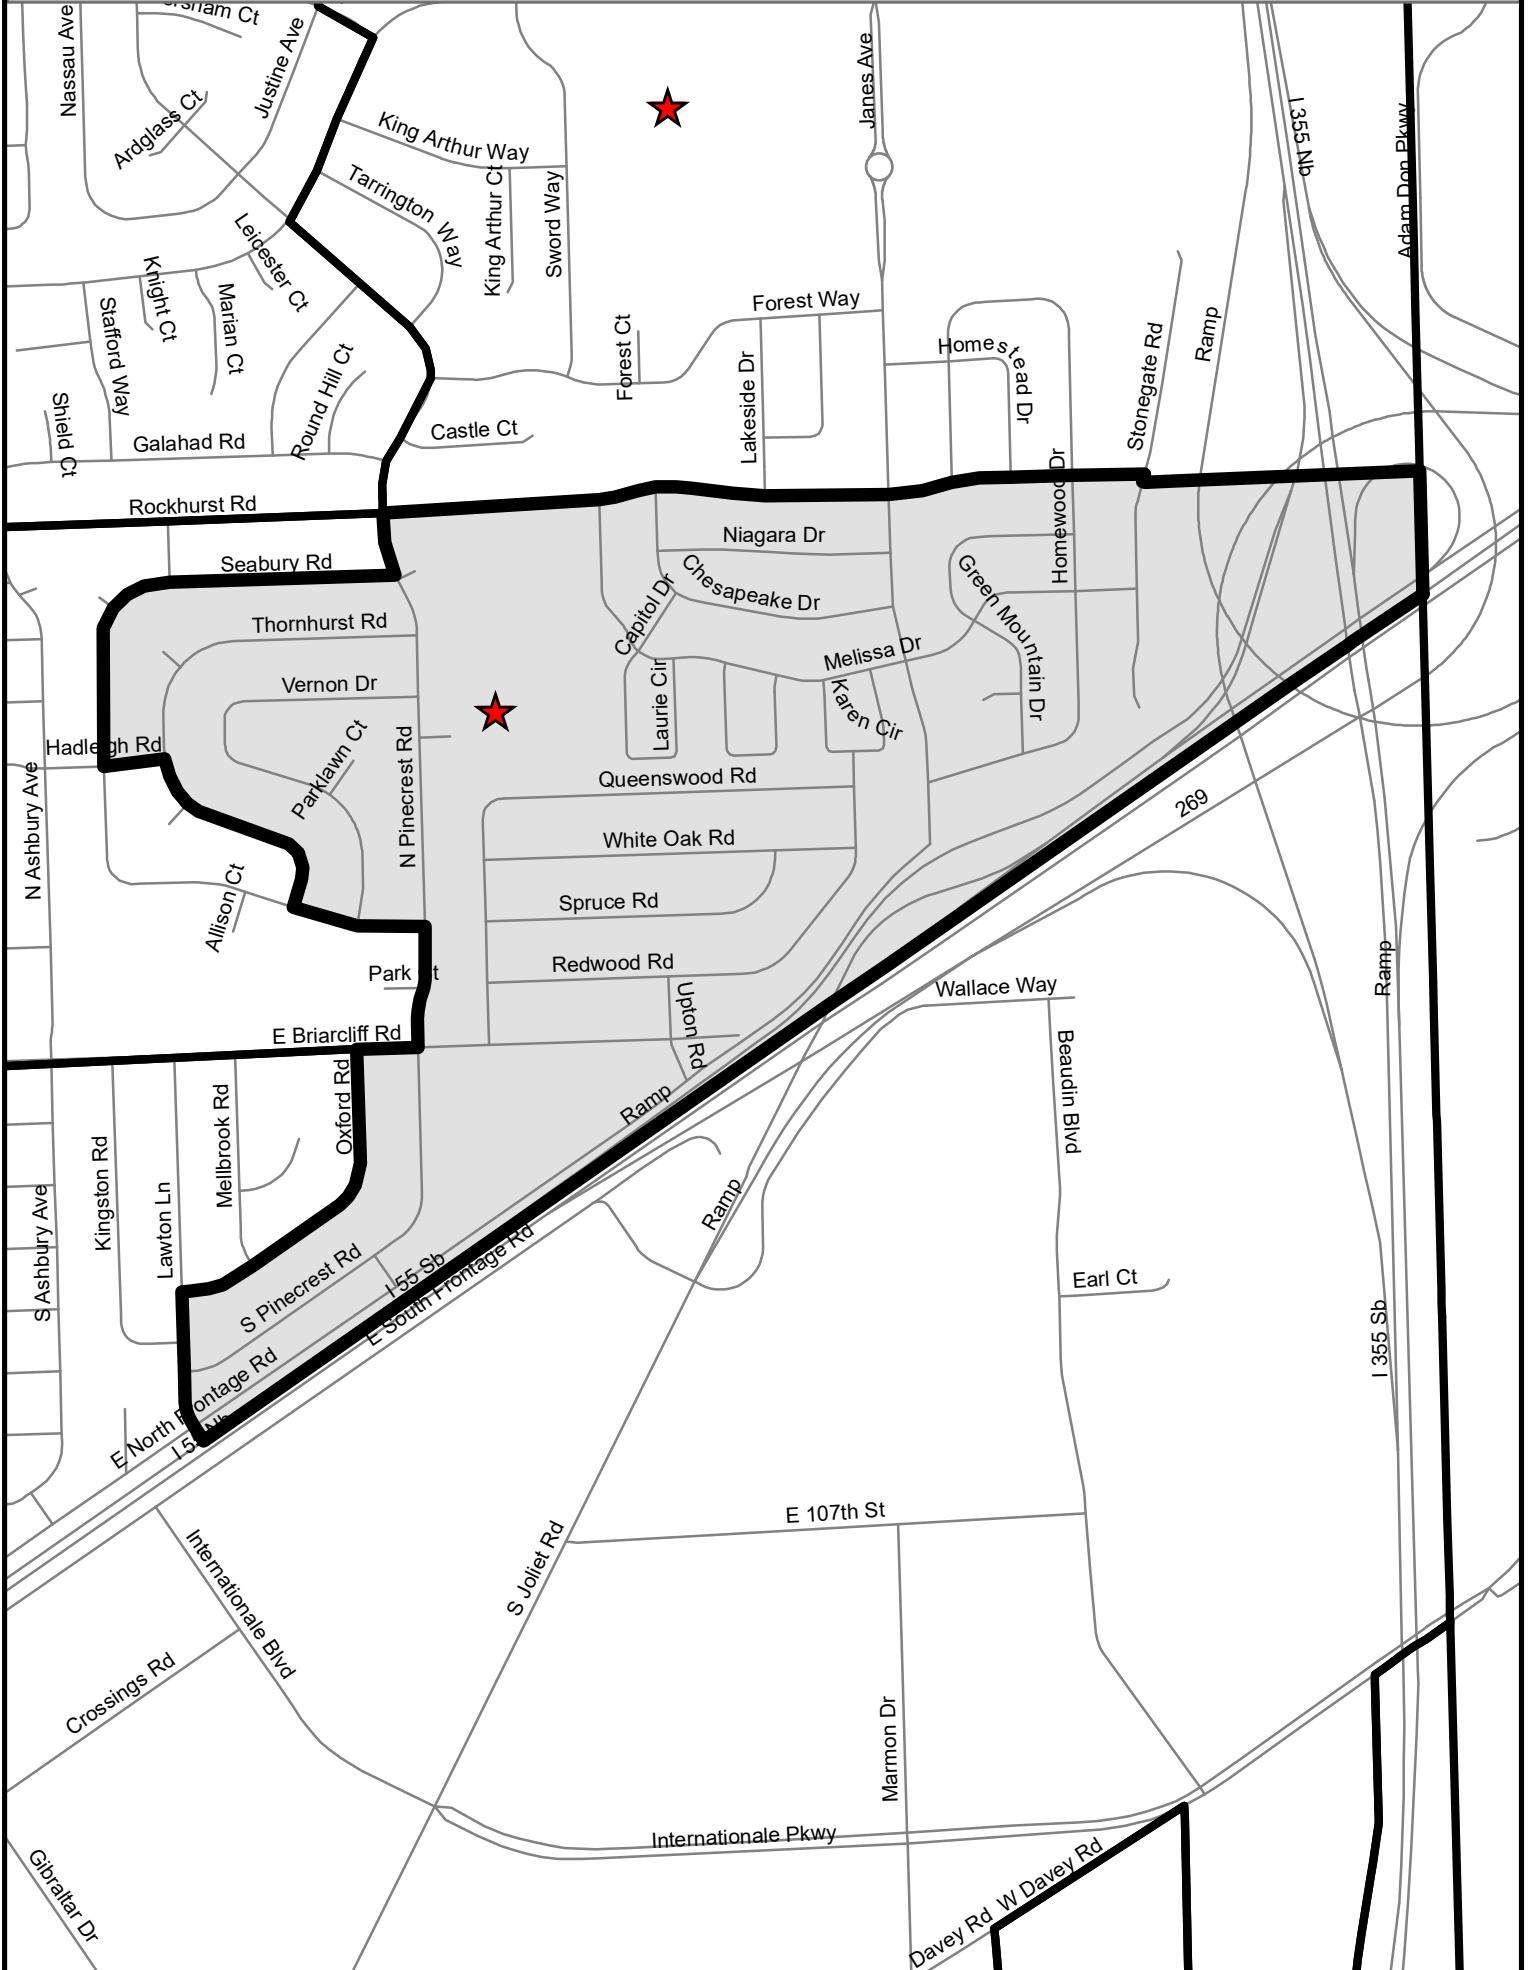 ersham Ct
Nassau Ave
Justine Ave
Janes Ave
Ardglass Ct
King Arthur Way
I 355 Nb
Adam Don Pkwy
Tarrington Way
King Arthur Ct
Sword Way
Leicester Ct
Knight Ct
Marian Ct
Stafford Way
Forest Way
Forest Ct
Homestead Dr
Ramp
Stonegate Rd
Round Hill Ct
Lakeside Dr
Shield Ct
Galahad Rd
Castle Ct
Homewood Dr
Rockhurst Rd
Niagara Dr
Seabury Rd
Chesapeake Dr
Capitol Dr
Green Mountain Dr
Thornhurst Rd
Melissa Dr
Vernon Dr
Laurie Cir
Karen Cir
Hadleigh Rd
Parklawn Ct
N Pinecrest Rd
Queenswood Rd
269
N Ashbury Ave
White Oak Rd
Allison Ct
Spruce Rd
Redwood Rd
Park Ct
Ramp
Wallace Way
Upton Rd
E Briarcliff Rd
Beaudin Blvd
Oxford Rd
Ramp
Mellbrook Rd
Kingston Rd
Lawton Ln
S Ashbury Ave
Ramp
S Pinecrest Rd
I 55 Sb
E South Frontage Rd
Earl Ct
I 355 Sb
E North Frontage Rd
I 55 Nb
E 107th St
Internationale Blvd
S Joliet Rd
Crossings Rd
Marmon Dr
Internationale Pkwy
Gibraltar Dr
Davey Rd
W Davey Rd